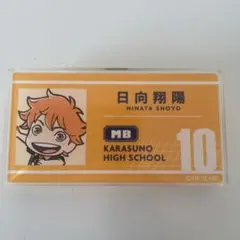 日向翔陽
HINATA SHOYO
MB
KARASUNO
HIGH SCHOOL
10